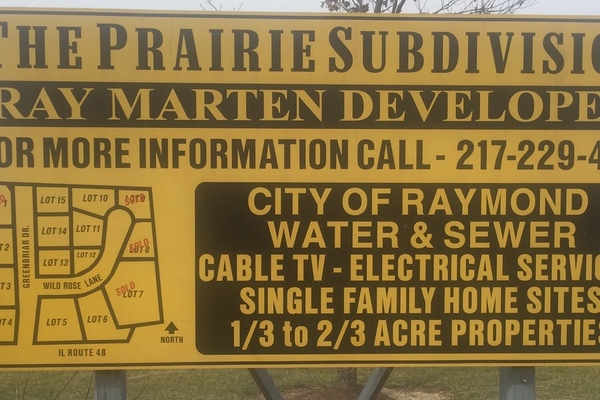 THE PRAIRIE SUBDIVISIO
RAY MARTEN DEVELOPE
OR MORE INFORMATION CALL - 217-229-4
CITY OF RAYMOND
WATER & SEWER
CABLE TV - ELECTRICAL SERVIC
SINGLE FAMILY HOME SITES
1/3 to 2/3 ACRE PROPERTIES
LOT 15
LOT 10
SOLD
LOT 14
LOT 11
SOLD
LOT 8
LOT 13
LOT 12
GREENBRIAR DR.
WILD ROSE LANE
SOLD
LOT 7
LOT 5
LOT 6
NORTH
IL ROUTE 48